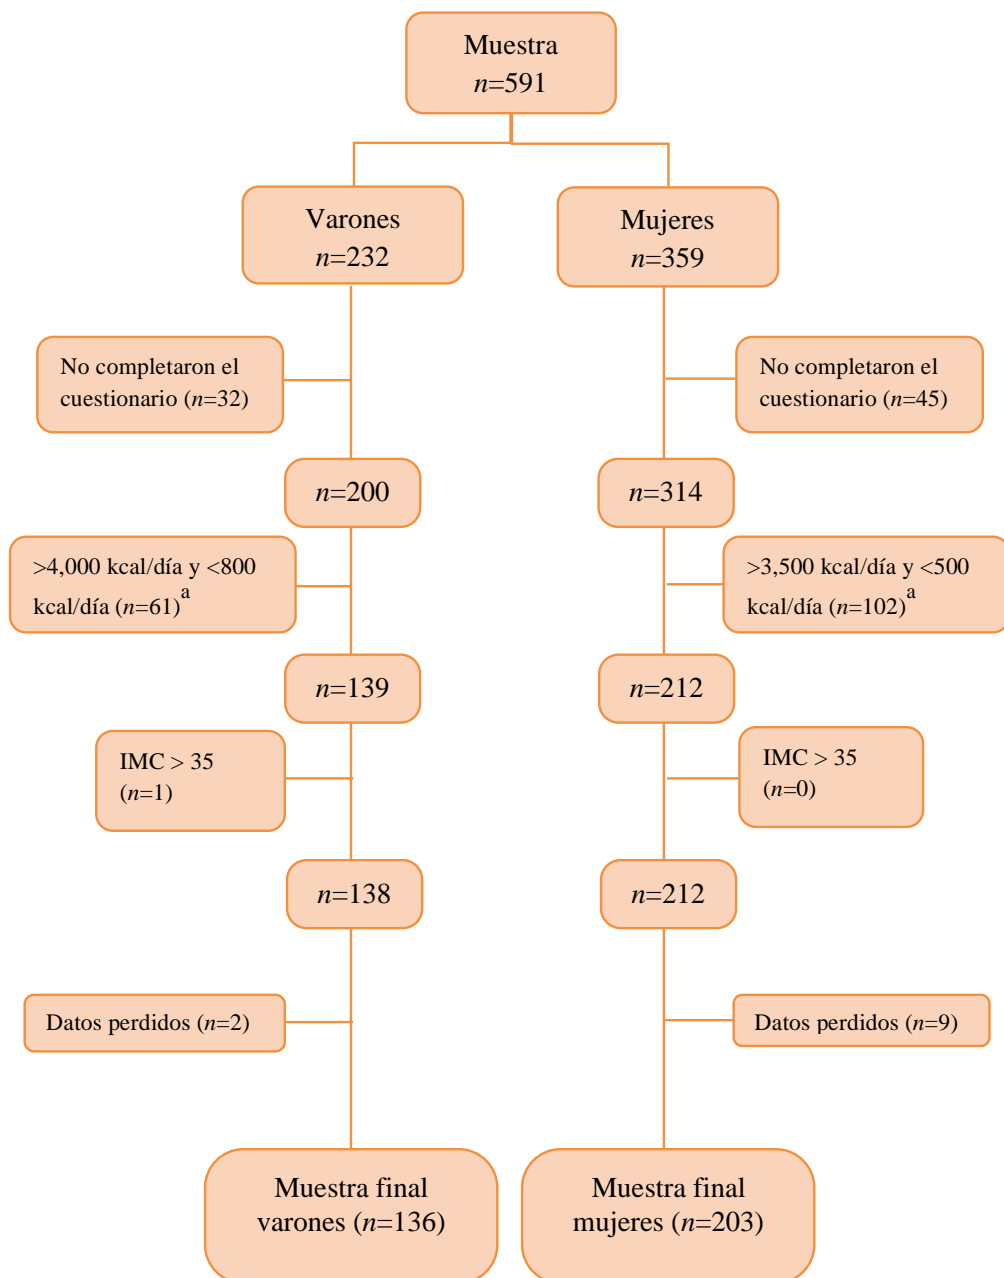 Muestra
n=591
Varones
n=232
Mujeres
n=359
No completaron el
cuestionario (n=32)
No completaron el
cuestionario (n=45)
n=200
n=314
>4,000 kcal/día y <800
kcal/día (n=61)a
>3,500 kcal/día y <500
kcal/día (n=102)a
n=139
n=212
IMC > 35
(n=1)
IMC > 35
(n=0)
n=138
n=212
Datos perdidos (n=2)
Datos perdidos (n=9)
Muestra final
varones (n=136)
Muestra final
mujeres (n=203)